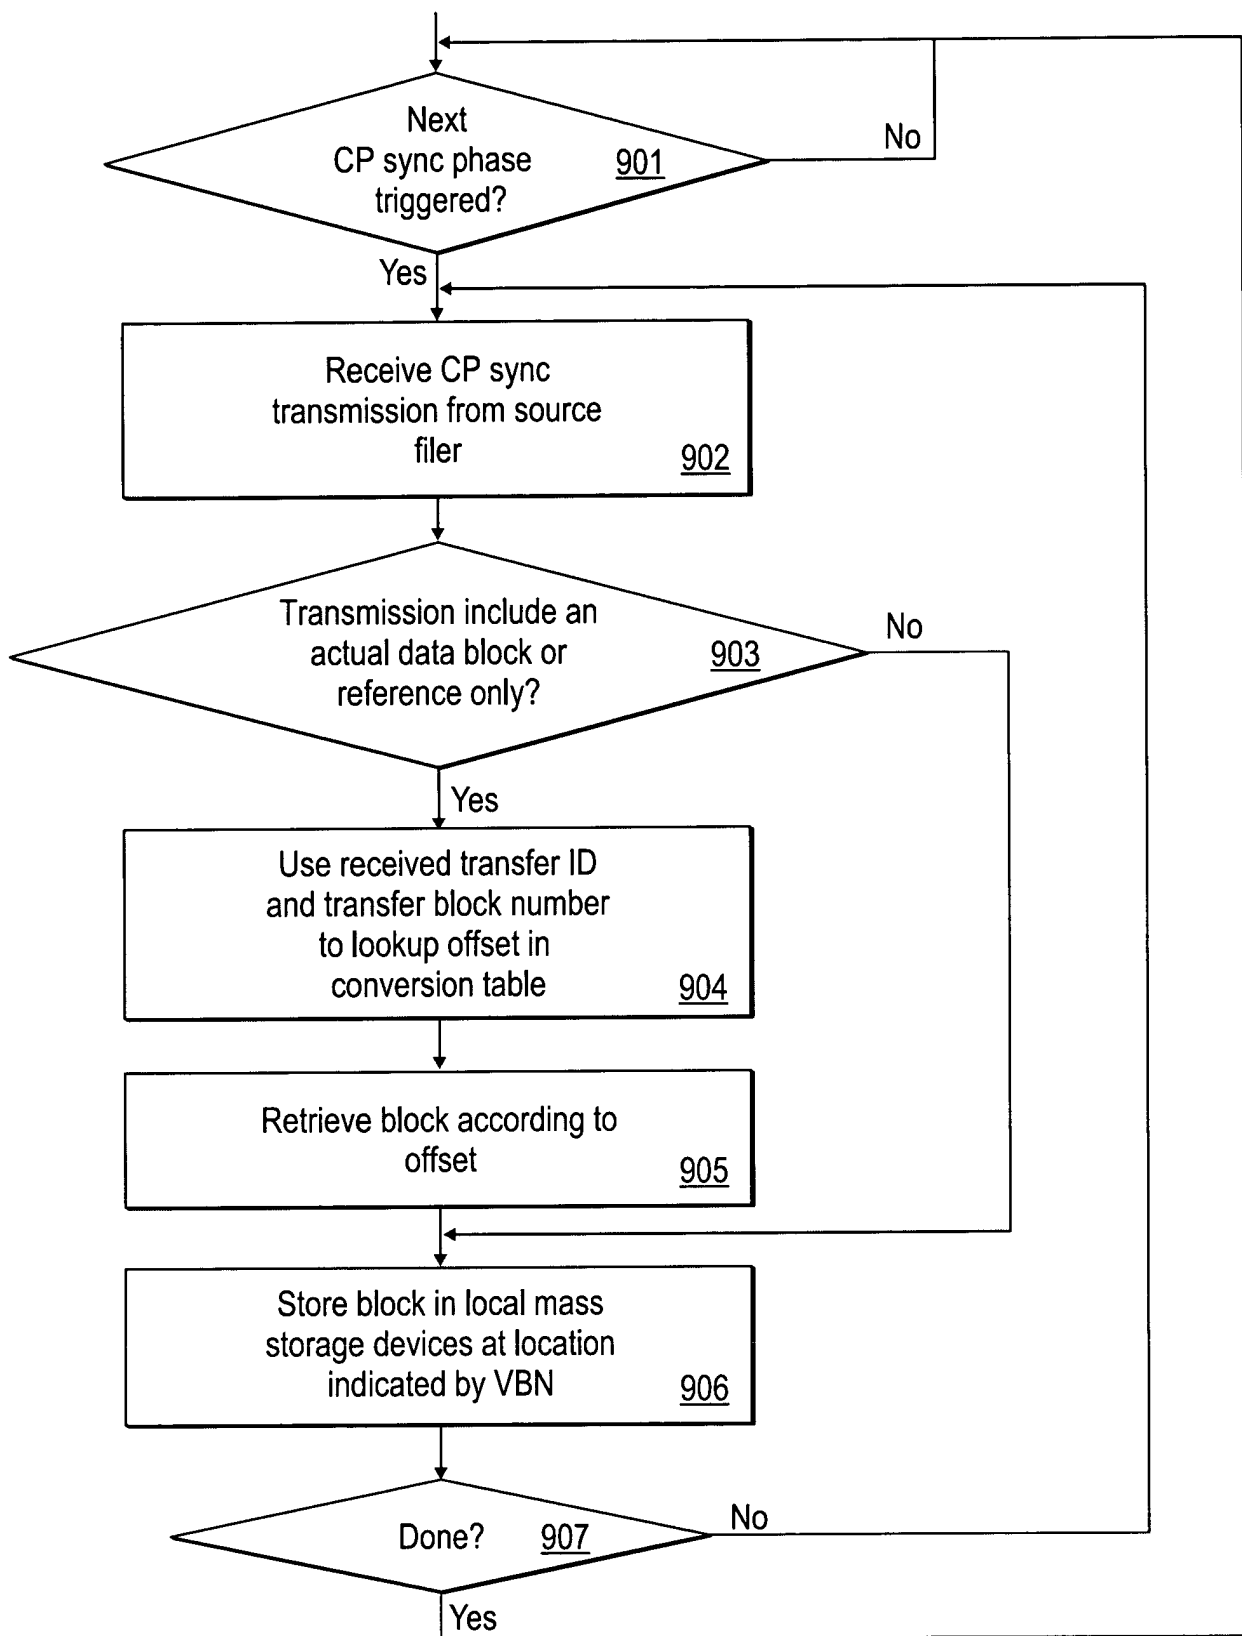 Next
CP sync phase
triggered?
901
No
Yes
Receive CP sync
transmission from source
filer
902
Transmission include an
actual data block or
reference only?
903
No
Yes
Use received transfer ID
and transfer block number
to lookup offset in
conversion table
904
Retrieve block according to
offset
905
Store block in local mass
storage devices at location
indicated by VBN
906
Done?
907
No
Yes